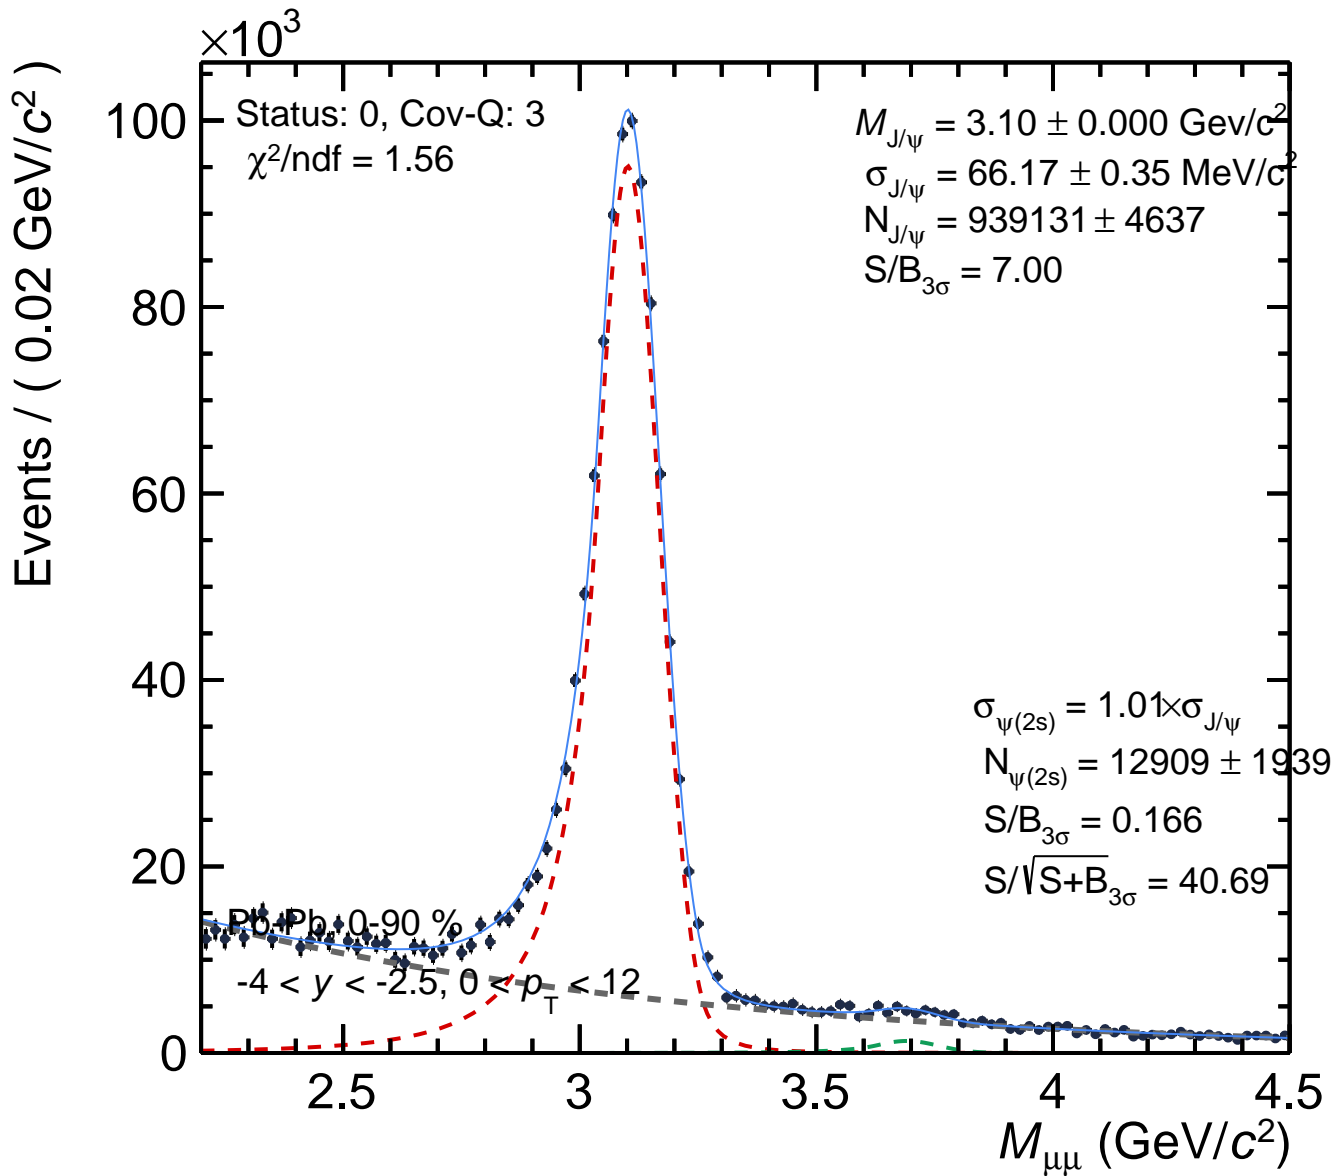 ×10³
Events / ( 0.02 GeV/c²)
100
80
60
40
20
0
Status: 0, Cov-Q: 3
χ²/ndf = 1.56
M_J/ψ = 3.10 ± 0.000 Gev/c²
σ_J/ψ = 66.17 ± 0.35 MeV/c²
N_J/ψ = 939131 ± 4637
S/B_3σ = 7.00
σ_ψ(2s) = 1.01×σ_J/ψ
N_ψ(2s) = 12909 ± 1939
S/B_3σ = 0.166
S/√S+B_3σ = 40.69
Pb-Pb, 0-90 %
-4 < y < -2.5, 0 < p_T < 12
2.5
3
3.5
4
4.5
M_μμ (GeV/c²)